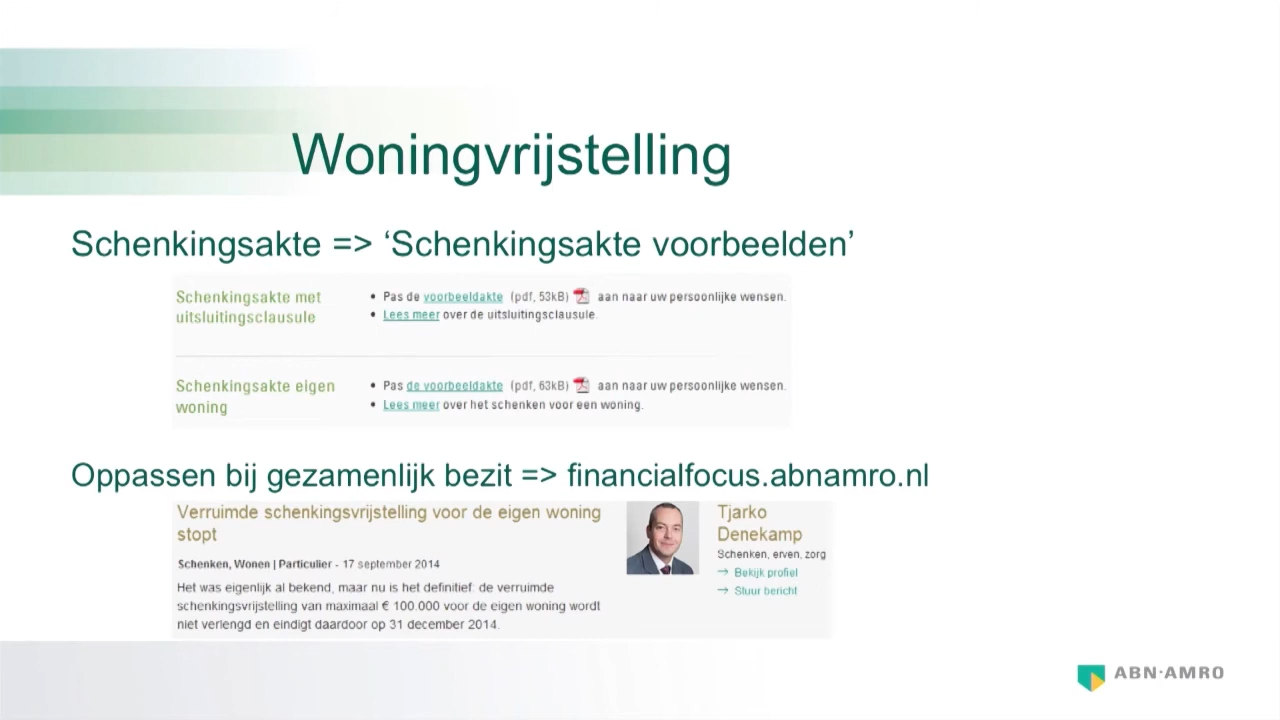 Woningvrijstelling
Schenkingsakte => ‘Schenkingsakte voorbeelden’
Schenkingsakte met
uitsluitingsclausule
• Pas de voorbeeldakte (pdf, 53kB) aan naar uw persoonlijke wensen.
• Lees meer over de uitsluitingsclausule.
Schenkingsakte eigen
woning
• Pas de voorbeeldakte (pdf, 63kB) aan naar uw persoonlijke wensen.
• Lees meer over het schenken voor een woning.
Oppassen bij gezamenlijk bezit => financialfocus.abnamro.nl
Verruimde schenkingsvrijstelling voor de eigen woning
stopt
Schenken, Wonen | Particulier - 17 september 2014
Het was eigenlijk al bekend, maar nu is het definitief: de verruimde
schenkingsvrijstelling van maximaal € 100.000 voor de eigen woning wordt
niet verlengd en eindigt daardoor op 31 december 2014.
Tjarko
Denekamp
Schenken, erven, zorg
→ Bekijk profiel
→ Stuur bericht
ABN·AMRO